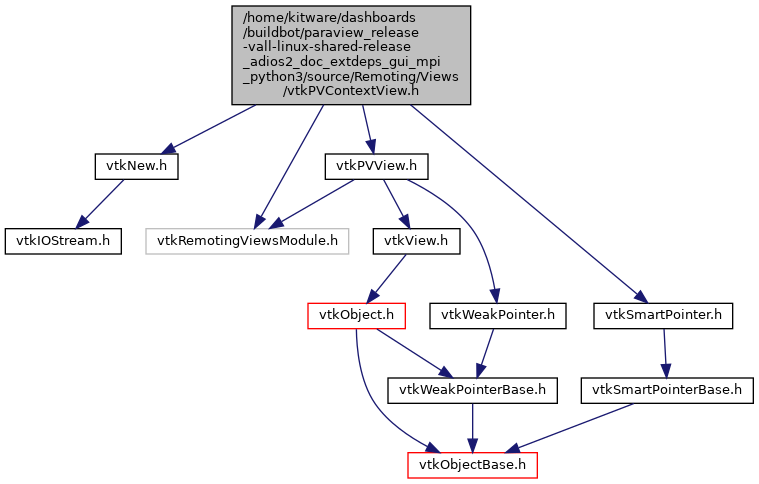 /home/kitware/dashboards
/buildbot/paraview_release
-vall-linux-shared-release
_adios2_doc_extdeps_gui_mpi
_python3/source/Remoting/Views
/vtkPVContextView.h
vtkNew.h
vtkPVView.h
vtkIOStream.h
vtkRemotingViewsModule.h
vtkView.h
vtkObject.h
vtkWeakPointer.h
vtkSmartPointer.h
vtkWeakPointerBase.h
vtkSmartPointerBase.h
vtkObjectBase.h